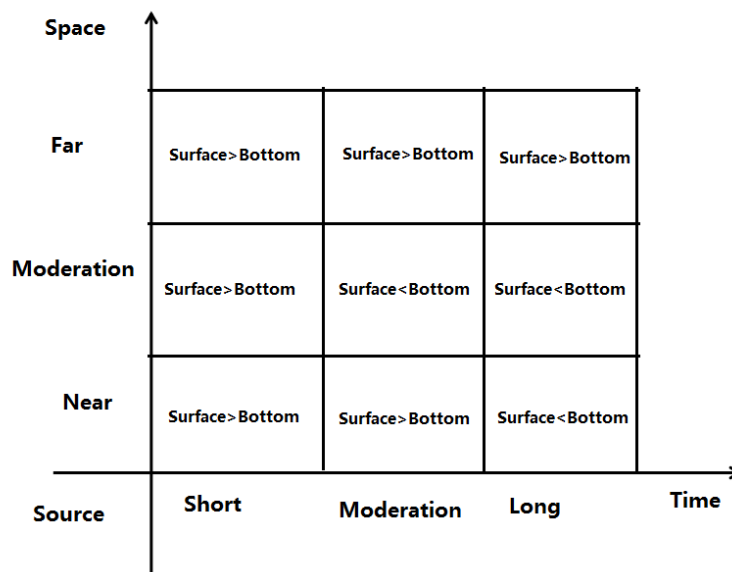 Space
Far
Surface>Bottom
Surface>Bottom
Surface>Bottom
Moderation
Surface>Bottom
Surface<Bottom
Surface<Bottom
Near
Surface>Bottom
Surface>Bottom
Surface<Bottom
Source
Short
Moderation
Long
Time